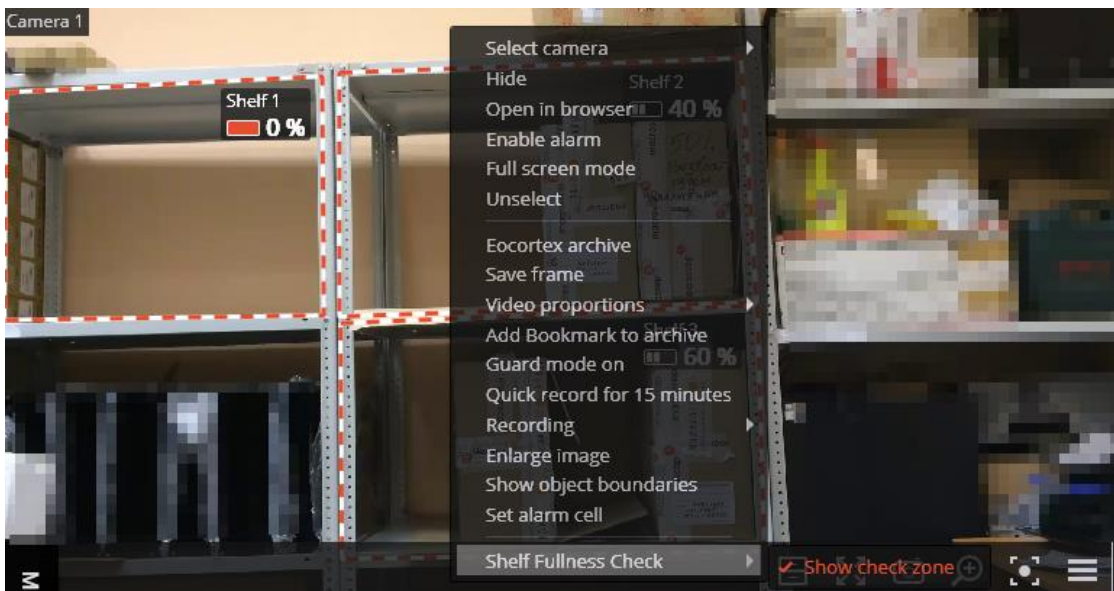 Camera 1
Shelf 1
0 %
Shelf 2
40 %
Shelf 3
60 %
Select camera
Hide
Open in browser
Enable alarm
Full screen mode
Unselect
Eocortex archive
Save frame
Video proportions
Add Bookmark to archive
Guard mode on
Quick record for 15 minutes
Recording
Enlarge image
Show object boundaries
Set alarm cell
Shelf Fullness Check
Show check zone
M